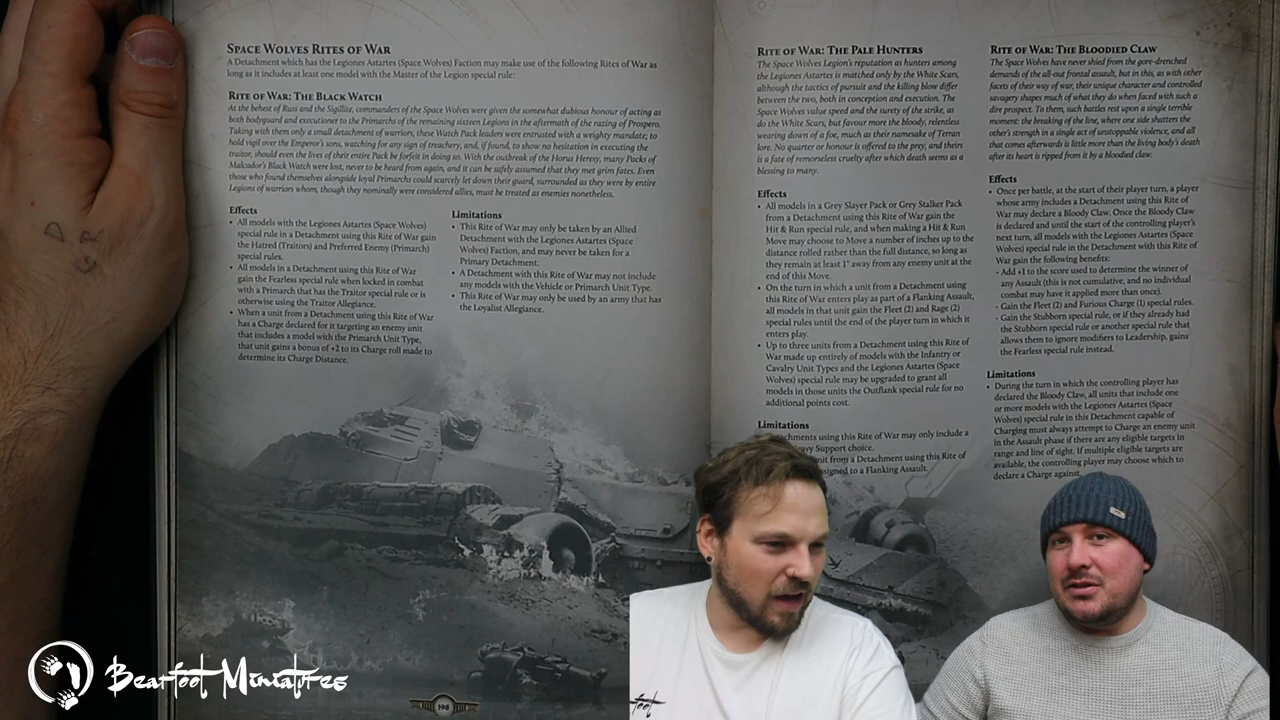 SPACE WOLVES RITES OF WAR
A Detachment which has the Legiones Astartes (Space Wolves) Faction may make use of the following Rites of War as
long as it includes at least one model with the Master of the Legion special rule:
RITE OF WAR: THE BLACK WATCH
At the behest of Russ and the Sigillite, commanders of the Space Wolves were given the somewhat dubious honour of acting as
both bodyguard and executioner to the Primarchs of the remaining sixteen Legions in the aftermath of the razing of Prospero.
Taking with them only a small detachment of warriors, these Watch Pack leaders were entrusted with a weighty mandate; to
hold vigil over the Emperor's sons, watching for any sign of treachery, and, if found, to show no hesitation in executing the
traitor, should even the lives of their entire Pack be forfeit in doing so. With the outbreak of the Horus Heresy, many Packs of
Malcador's Black Watch were lost, never to be heard from again, and it can be safely assumed that they met grim fates. Even
those who found themselves alongside loyal Primarchs could scarcely let down their guard, surrounded as they were by entire
Legions of warriors whom, though they nominally were considered allies, must be treated as enemies nonetheless.
Effects
• All models with the Legiones Astartes (Space Wolves)
special rule in a Detachment using this Rite of War gain
the Hatred (Traitors) and Preferred Enemy (Primarch)
special rules.
• All models in a Detachment using this Rite of War
gain the Fearless special rule when locked in combat
with a Primarch that has the Traitor special rule or is
otherwise using the Traitor Allegiance.
• When a unit from a Detachment using this Rite of War
has a Charge declared for it targeting an enemy unit
that includes a model with the Primarch Unit Type,
that unit gains a bonus of +2 to its Charge roll made to
determine its Charge Distance.
Limitations
• This Rite of War may only be taken by an Allied
Detachment with the Legiones Astartes (Space
Wolves) Faction, and may never be taken for a
Primary Detachment.
• A Detachment with this Rite of War may not include
any models with the Vehicle or Primarch Unit Type.
• This Rite of War may only be used by an army that has
the Loyalist Allegiance.
198
RITE OF WAR: THE PALE HUNTERS
The Space Wolves Legion's reputation as hunters among
the Legiones Astartes is matched only by the White Scars,
although the tactics of pursuit and the killing blow differ
between the two, both in conception and execution. The
Space Wolves value speed and the surety of the strike, as
do the White Scars, but favour more the bloody, relentless
wearing down of a foe, much as their namesake of Terran
lore. No quarter or honour is offered to the prey, and theirs
is a fate of remorseless cruelty after which death seems as a
blessing to many.
Effects
• All models in a Grey Slayer Pack or Grey Stalker Pack
from a Detachment using this Rite of War gain the
Hit & Run special rule, and when making a Hit & Run
Move may choose to Move a number of inches up to the
distance rolled rather than the full distance, so long as
they remain at least 1" away from any enemy unit at the
end of this Move.
• On the turn in which a unit from a Detachment using
this Rite of War enters play as part of a Flanking Assault,
all models in that unit gain the Fleet (2) and Rage (2)
special rules until the end of the player turn in which it
enters play.
• Up to three units from a Detachment using this Rite of
War made up entirely of models with the Infantry or
Cavalry Unit Types and the Legiones Astartes (Space
Wolves) special rule may be upgraded to grant all
models in those units the Outflank special rule for no
additional points cost.
Limitations
chments using this Rite of War may only include a
avy Support choice.
unit from a Detachment using this Rite of
signed to a Flanking Assault.
RITE OF WAR: THE BLOODIED CLAW
The Space Wolves have never shied from the gore-drenched
demands of the all-out frontal assault, but in this, as with other
facets of their way of war, their unique character and controlled
savagery shapes much of what they do when faced with such a
dire prospect. To them, such battles rest upon a single terrible
moment: the breaking of the line, where one side shatters the
other's strength in a single act of unstoppable violence, and all
that comes afterwards is little more than the living body's death
after its heart is ripped from it by a bloodied claw.
Effects
• Once per battle, at the start of their player turn, a player
whose army includes a Detachment using this Rite of
War may declare a Bloody Claw. Once the Bloody Claw
is declared and until the start of the controlling player's
next turn, all models with the Legiones Astartes (Space
Wolves) special rule in the Detachment with this Rite of
War gain the following benefits:
- Add +1 to the score used to determine the winner of
any Assault (this is not cumulative, and no individual
combat may have it applied more than once).
- Gain the Fleet (2) and Furious Charge (1) special rules.
- Gain the Stubborn special rule, or if they already had
the Stubborn special rule or another special rule that
allows them to ignore modifiers to Leadership, gains
the Fearless special rule instead.
Limitations
• During the turn in which the controlling player has
declared the Bloody Claw, all units that include one
or more models with the Legiones Astartes (Space
Wolves) special rule in this Detachment capable of
Charging must always attempt to Charge an enemy unit
in the Assault phase if there are any eligible targets in
range and line of sight. If multiple eligible targets are
available, the controlling player may choose which to
declare a Charge against.
Bearfoot Miniatures